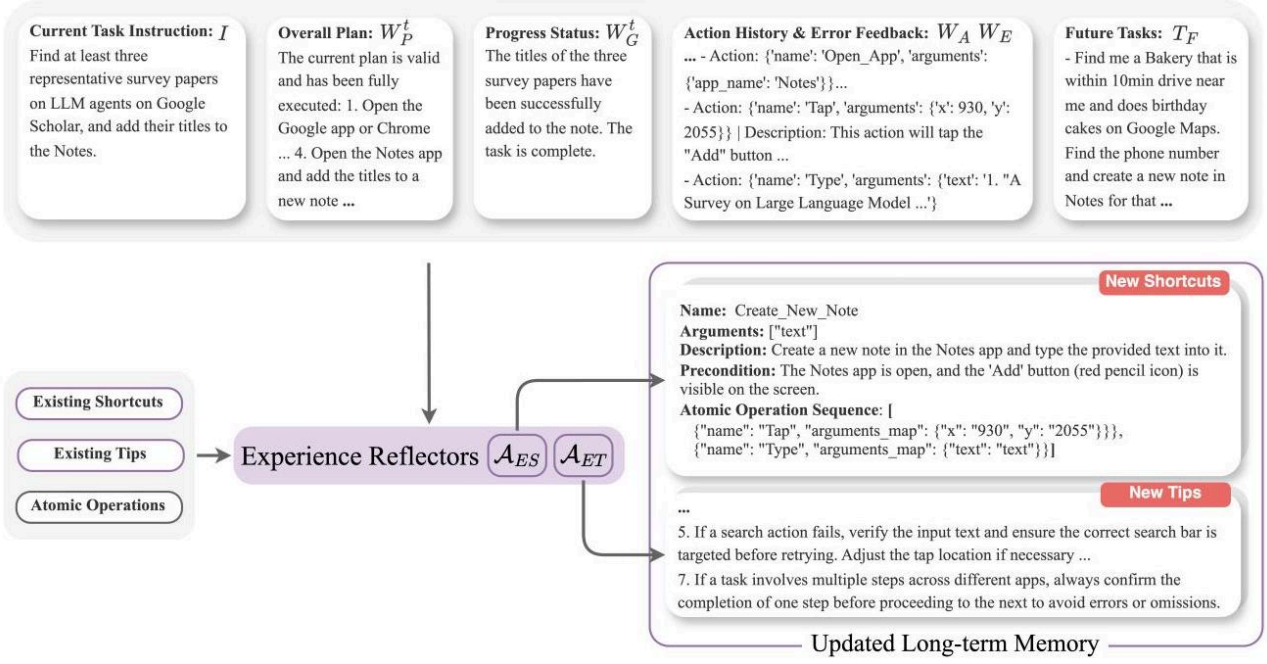 Current Task Instruction: I
Find at least three
representative survey papers
on LLM agents on Google
Scholar, and add their titles to
the Notes.
Overall Plan: W_P^t
The current plan is valid
and has been fully
executed: 1. Open the
Google app or Chrome
... 4. Open the Notes app
and add the titles to a
new note ...
Progress Status: W_G^t
The titles of the three
survey papers have
been successfully
added to the note. The
task is complete.
Action History & Error Feedback: W_A W_E
... - Action: {'name': 'Open_App', 'arguments':
{'app_name': 'Notes'}}...
- Action: {'name': 'Tap', 'arguments': {'x': 930, 'y':
2055}} | Description: This action will tap the
"Add" button ...
- Action: {'name': 'Type', 'arguments': {'text': '1. "A
Survey on Large Language Model ...'}
Future Tasks: T_F
- Find me a Bakery that is
within 10min drive near
me and does birthday
cakes on Google Maps.
Find the phone number
and create a new note in
Notes for that ...
Existing Shortcuts
Existing Tips
Atomic Operations
Experience Reflectors A_ES A_ET
New Shortcuts
Name: Create_New_Note
Arguments: ["text"]
Description: Create a new note in the Notes app and type the provided text into it.
Precondition: The Notes app is open, and the 'Add' button (red pencil icon) is
visible on the screen.
Atomic Operation Sequence: [
{"name": "Tap", "arguments_map": {"x": "930", "y": "2055"}}},
{"name": "Type", "arguments_map": {"text": "text"}}]
New Tips
...
5. If a search action fails, verify the input text and ensure the correct search bar is
targeted before retrying. Adjust the tap location if necessary ...
7. If a task involves multiple steps across different apps, always confirm the
completion of one step before proceeding to the next to avoid errors or omissions.
Updated Long-term Memory